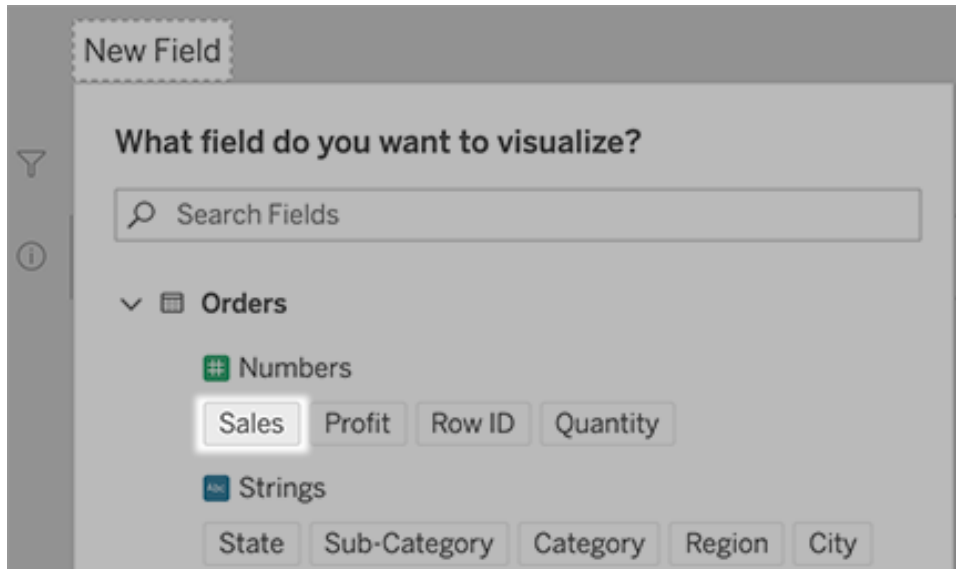 New Field
What field do you want to visualize?
Search Fields
Orders
# Numbers
Sales Profit Row ID Quantity
Abc Strings
State Sub-Category Category Region City